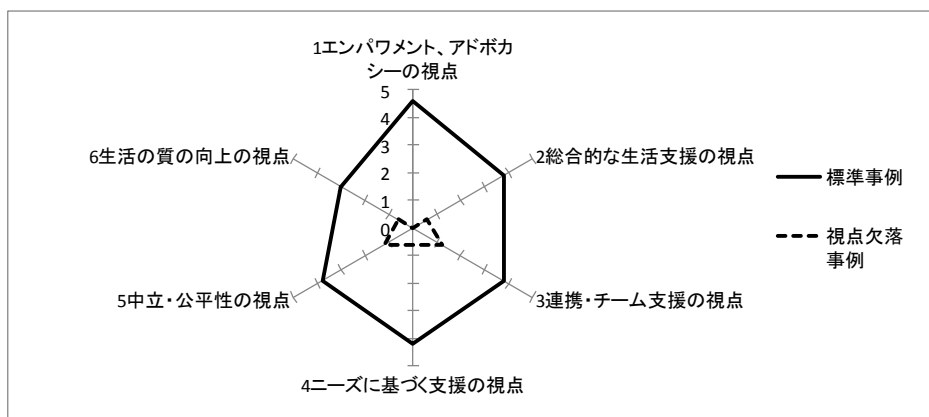 1エンパワメント、アドボカ
シーの視点
5
4
3
2
1
0
6生活の質の向上の視点
2総合的な生活支援の視点
標準事例
視点欠落
事例
5中立・公平性の視点
3連携・チーム支援の視点
4ニーズに基づく支援の視点